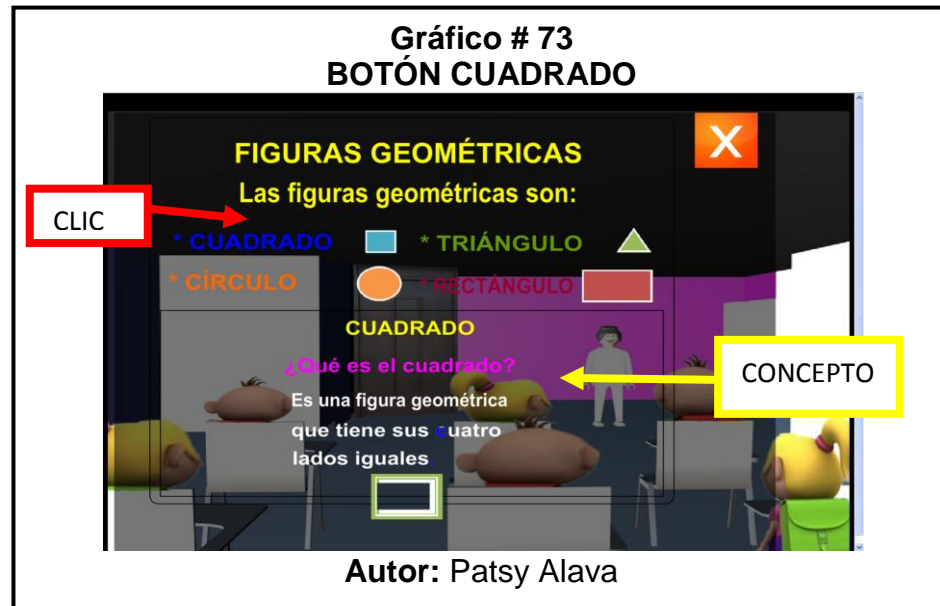 Gráfico # 73
BOTÓN CUADRADO
X
FIGURAS GEOMÉTRICAS
Las figuras geométricas son:
CLIC
* CUADRADO * TRIÁNGULO
* CÍRCULO * RECTÁNGULO
CUADRADO
¿Qué es el cuadrado?
CONCEPTO
Es una figura geométrica
que tiene sus cuatro
lados iguales
Autor: Patsy Alava